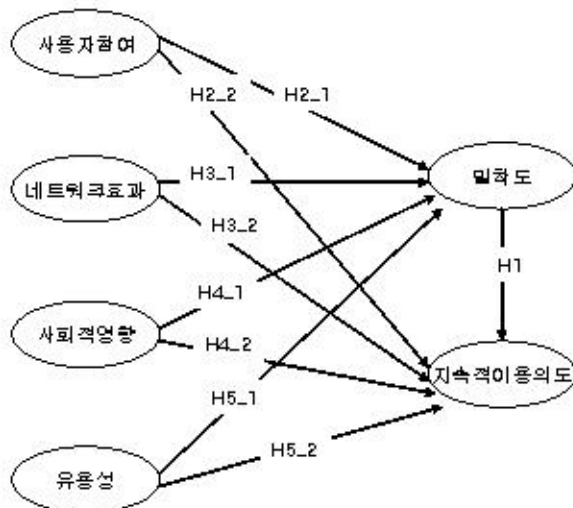 사용자참여
H2_2
H2_1
네트워크효과
H3_1
밀착도
H3_2
H1
H4_1
사회적영향
H4_2
지속적이용의도
H5_1
H5_2
유용성